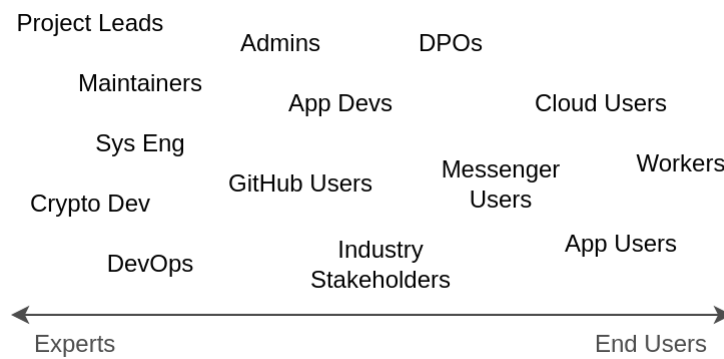 Project Leads
Admins
DPOs
Maintainers
App Devs
Cloud Users
Sys Eng
Workers
Messenger
Users
GitHub Users
Crypto Dev
App Users
Industry
Stakeholders
DevOps
Experts
End Users